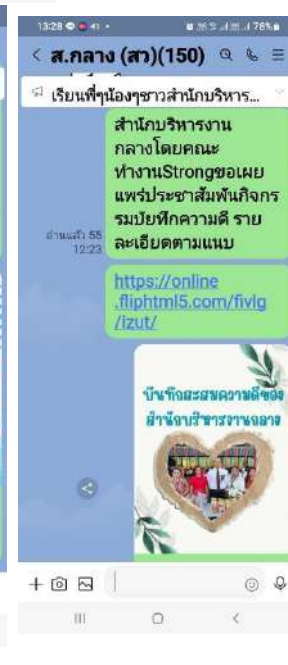 13:28
78%
< ส.กลาง (สว)(150)
เรียนพี่ๆน้องๆชาวสำนักบริหาร...
สำนักบริหารงาน
กลางโดยคณะ
ทำงานStrongขอเผย
แพร่ประชาสัมพันธกิจกร
รมบัยทึกความดี ราย
ละเอียดตามแนบ
อ่านแล้ว 55
12:23
https://online
.fliphtml5.com/fivlg
/izut/
บันทึกสะสมความดีของ
สำนักบริหารงานกลาง